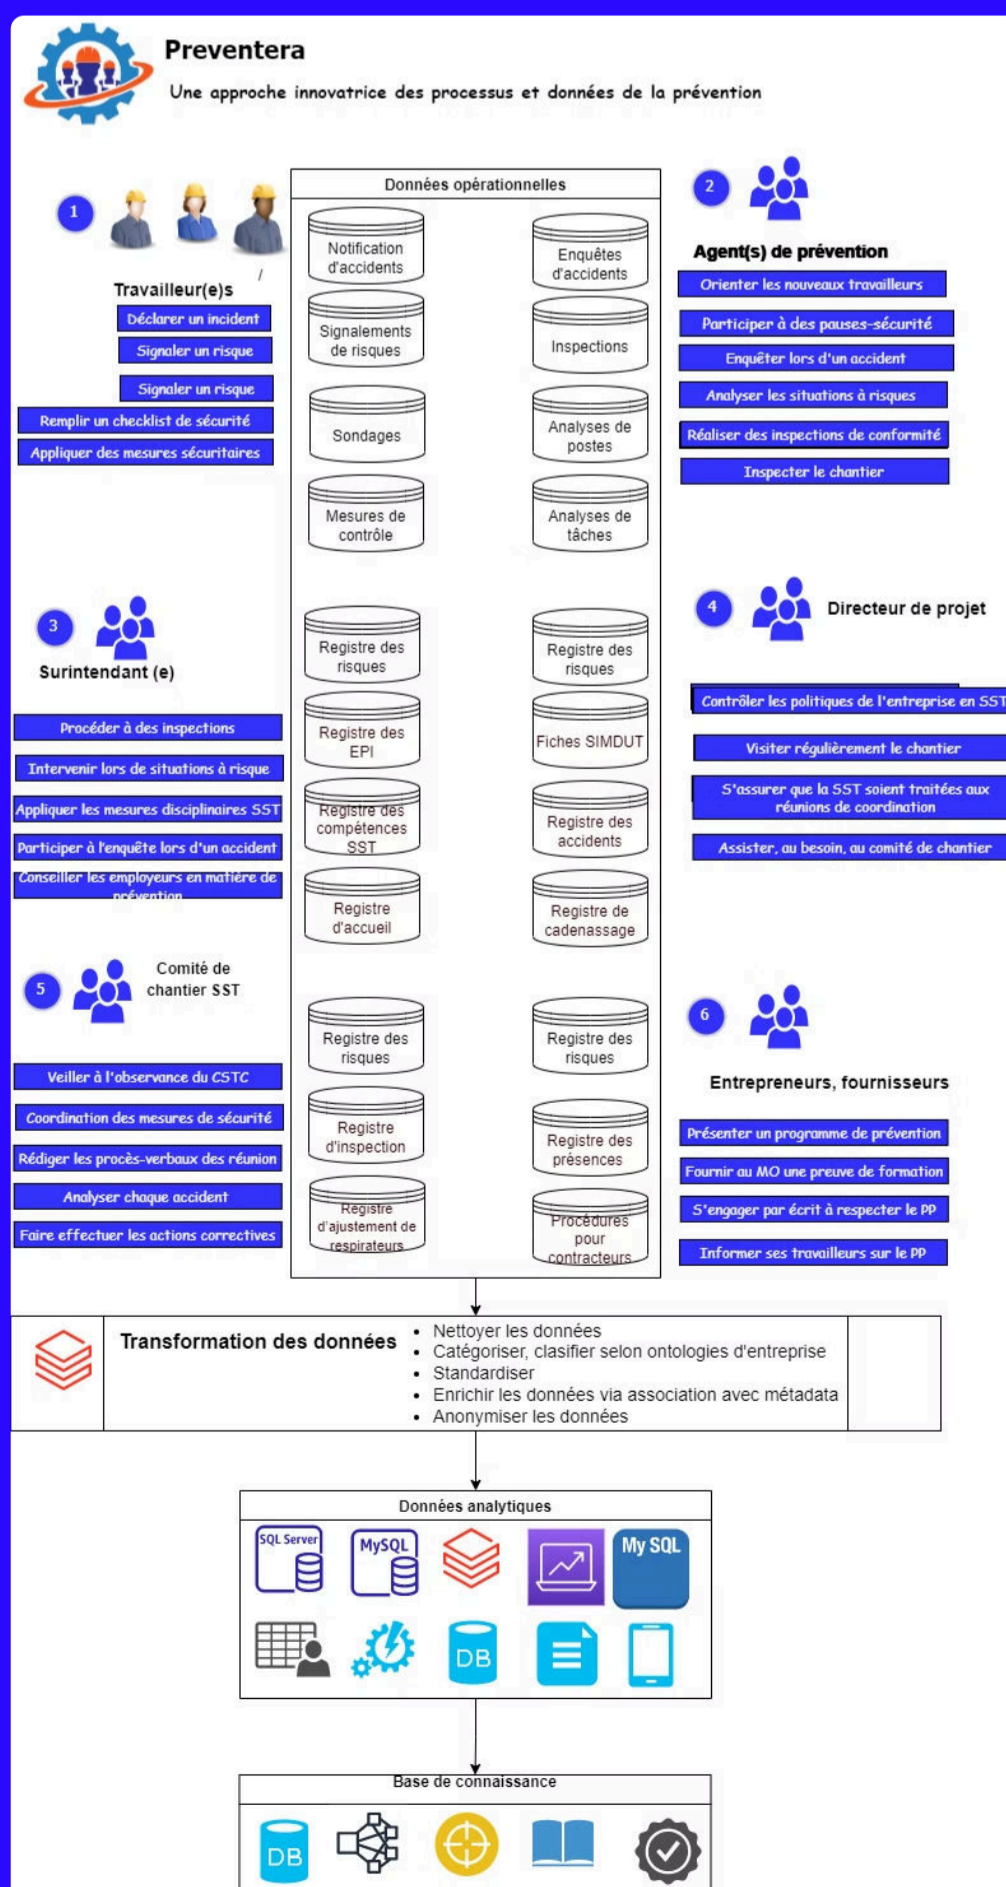 Preventera
Une approche innovatrice des processus et données de la prévention
1
/
Travailleur(e)s
Déclarer un incident
Signaler un risque
Signaler un risque
Remplir un checklist de sécurité
Appliquer des mesures sécuritaires
Données opérationnelles
Notification
d'accidents
Enquêtes
d'accidents
Signalements
de risques
Inspections
Sondages
Analyses de
postes
Mesures de
contrôle
Analyses de
tâches
2
Agent(s) de prévention
Orienter les nouveaux travailleurs
Participer à des pauses-sécurité
Enquêter lors d'un accident
Analyser les situations à risques
Réaliser des inspections de conformité
Inspecter le chantier
3
Surintendant (e)
Procéder à des inspections
Intervenir lors de situations à risque
Appliquer les mesures disciplinaires SST
Participer à l'enquête lors d'un accident
Conseiller les employeurs en matière de
prévention
Registre des
risques
Registre des
risques
Registre des
EPI
Fiches SIMDUT
Registre des
compétences
SST
Registre des
accidents
Registre
d'accueil
Registre de
cadenassage
4
Directeur de projet
Contrôler les politiques de l'entreprise en SST
Visiter régulièrement le chantier
S'assurer que la SST soient traitées aux
réunions de coordination
Assister, au besoin, au comité de chantier
5
Comité de
chantier SST
Veiller à l'observance du CSTC
Coordination des mesures de sécurité
Rédiger les procès-verbaux des réunion
Analyser chaque accident
Faire effectuer les actions correctives
Registre des
risques
Registre des
risques
Registre
d'inspection
Registre des
présences
Registre
d'ajustement de
respirateurs
Procédures
pour
contracteurs
6
Entrepreneurs, fournisseurs
Présenter un programme de prévention
Fournir au MO une preuve de formation
S'engager par écrit à respecter le PP
Informer ses travailleurs sur le PP
Transformation des données
• Nettoyer les données
• Catégoriser, clasifier selon ontologies d'entreprise
• Standardiser
• Enrichir les données via association avec métadata
• Anonymiser les données
Données analytiques
SQL Server
MySQL
My SQL
DB
Base de connaissance
DB